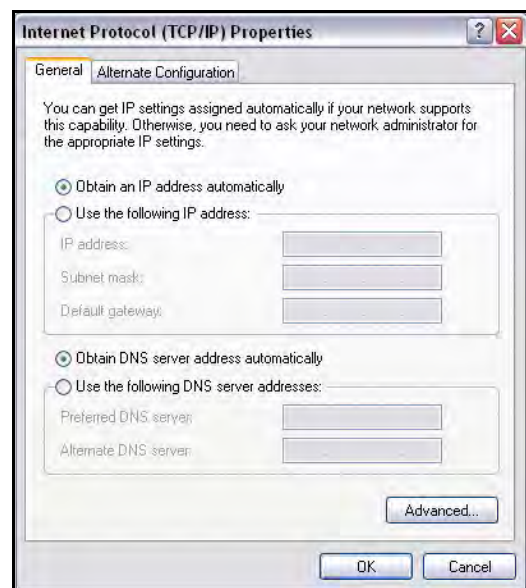 Internet Protocol (TCP/IP) Properties
General
Alternate Configuration
You can get IP settings assigned automatically if your network supports
this capability. Otherwise, you need to ask your network administrator for
the appropriate IP settings.
Obtain an IP address automatically
Use the following IP address:
IP address:
Subnet mask:
Default gateway:
Obtain DNS server address automatically
Use the following DNS server addresses:
Preferred DNS server:
Alternate DNS server:
Advanced...
OK
Cancel